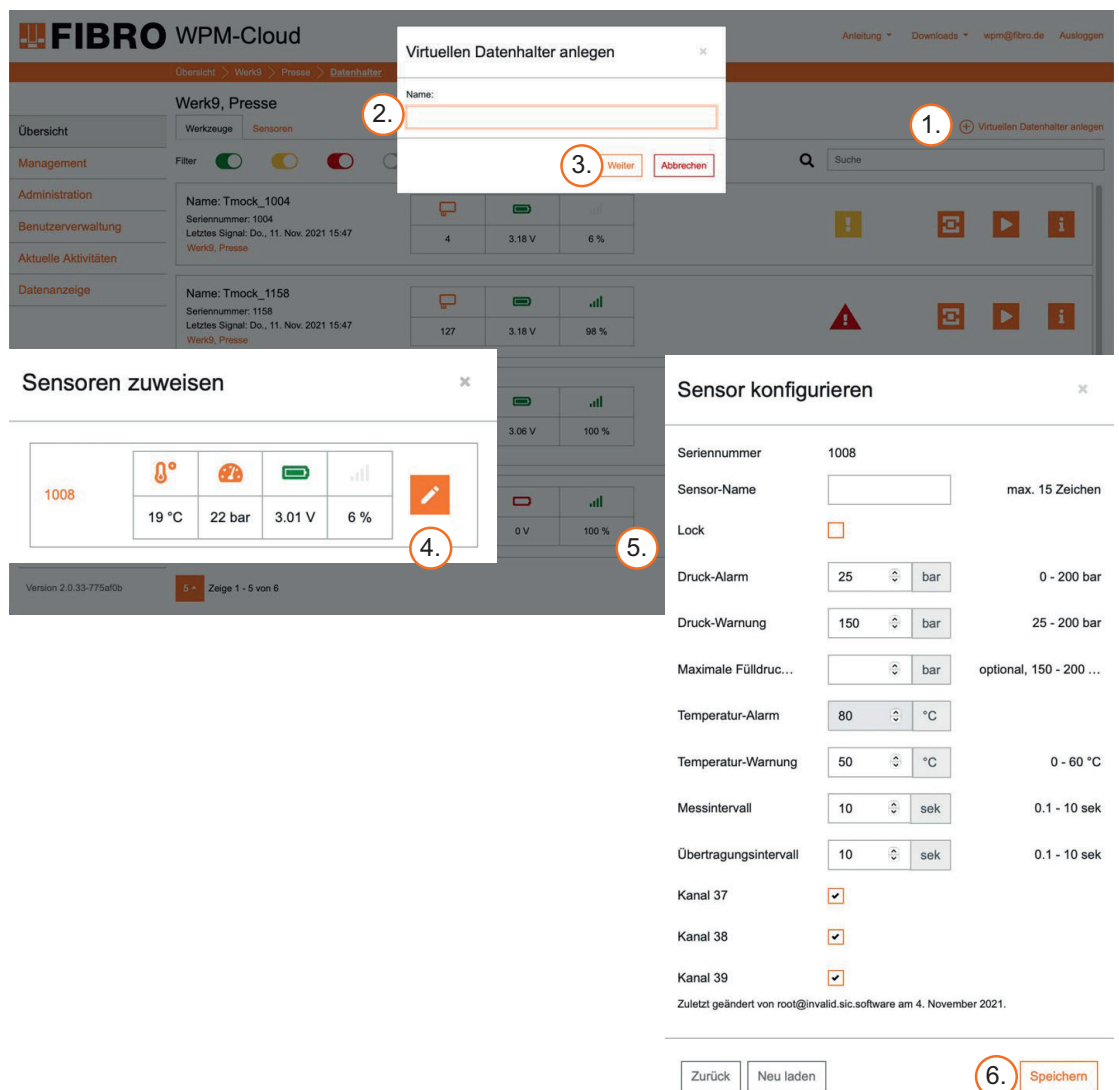 FIBRO WPM-Cloud
Anleitung Downloads wpm@fibro.de Ausloggen
Übersicht > Werk9 > Presse > Datenhalter
Virtuellen Datenhalter anlegen ×
Name:
2.
3. Weiter Abbrechen
Werk9, Presse
Werkzeuge Sensoren
1. Virtuellen Datenhalter anlegen
Filter
Suche
Übersicht
Management
Administration
Benutzerverwaltung
Aktuelle Aktivitäten
Datenanzeige
Name: Tmock_1004
Seriennummer: 1004
Letztes Signal: Do., 11. Nov. 2021 15:47
Werk9, Presse
4 3.18 V 6 %
Name: Tmock_1158
Seriennummer: 1158
Letztes Signal: Do., 11. Nov. 2021 15:47
Werk9, Presse
127 3.18 V 98 %
3.06 V 100 %
0 V 100 %
Sensoren zuweisen ×
1008
19 °C 22 bar 3.01 V 6 %
4.
Version 2.0.33-775af0b
5 Zeige 1 - 5 von 6
5.
Sensor konfigurieren ×
Seriennummer 1008
Sensor-Name max. 15 Zeichen
Lock
Druck-Alarm 25 bar 0 - 200 bar
Druck-Warnung 150 bar 25 - 200 bar
Maximale Fülldruc... bar optional, 150 - 200 ...
Temperatur-Alarm 80 °C
Temperatur-Warnung 50 °C 0 - 60 °C
Messintervall 10 sek 0.1 - 10 sek
Übertragungsintervall 10 sek 0.1 - 10 sek
Kanal 37
Kanal 38
Kanal 39
Zuletzt geändert von root@invalid.sic.software am 4. November 2021.
Zurück Neu laden 6. Speichern